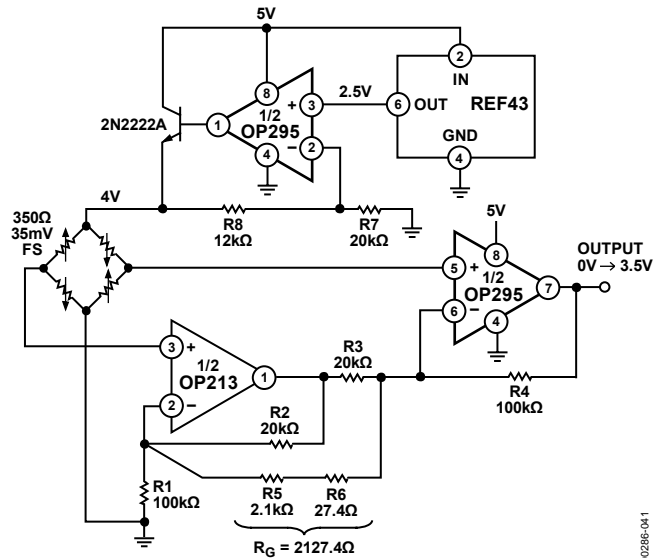 5V
2
IN
8
2.5V
6
OUT
REF43
3
+
1/2
OP295
1
2N2222A
2
−
4
GND
4
4V
R8
12kΩ
R7
20kΩ
350Ω
35mV
FS
5V
8
OUTPUT
0V → 3.5V
5
+
1/2
OP295
7
6
−
4
3
+
1/2
OP213
1
2
−
R3
20kΩ
R4
100kΩ
R2
20kΩ
R1
100kΩ
R5
2.1kΩ
R6
27.4Ω
RG = 2127.4Ω
0286-041